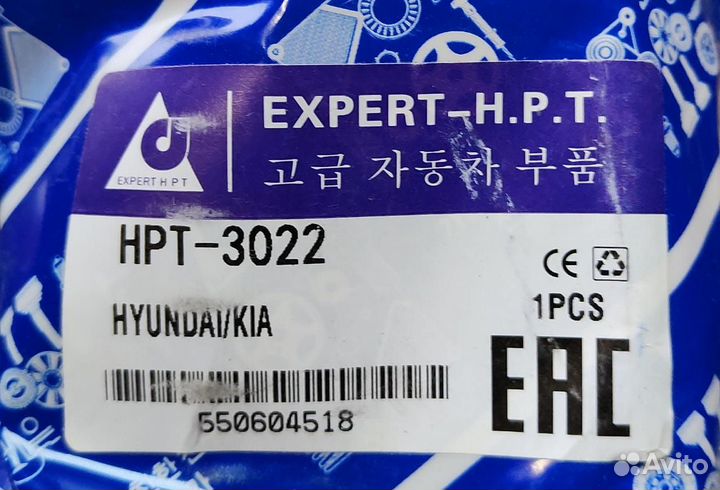 EXPERT-H.P.T.
고급 자동차 부품
EXPERT H P T
HPT-3022
CE
HYUNDAI/KIA
1PCS
EAC
550604518
Avito